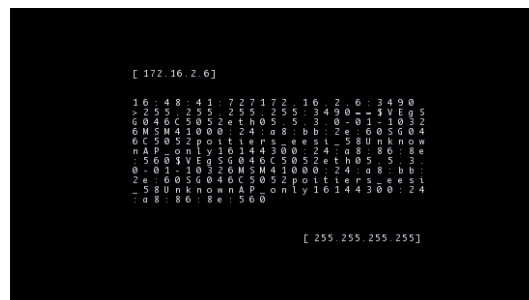 [ 172.16.2.6]
16:48:41:727172.16.2.6:3490
>255.255.255.255:3490==$VEgS
G046C5052eth05.5.3.0-01-1032
6MSM41000:24:a8:bb:2e:60SG04
6C5052poitiers_eesi_58Unknow
nAP_only16144300:24:a8:86:8e
:560$VEgSG046C5052eth05.5.3.
0-01-10326MSM41000:24:a8:bb:
2e:60SG046C5052poitiers_eesi
_58UnknownAP_only16144300:24
:a8:86:8e:560
[ 255.255.255.255]